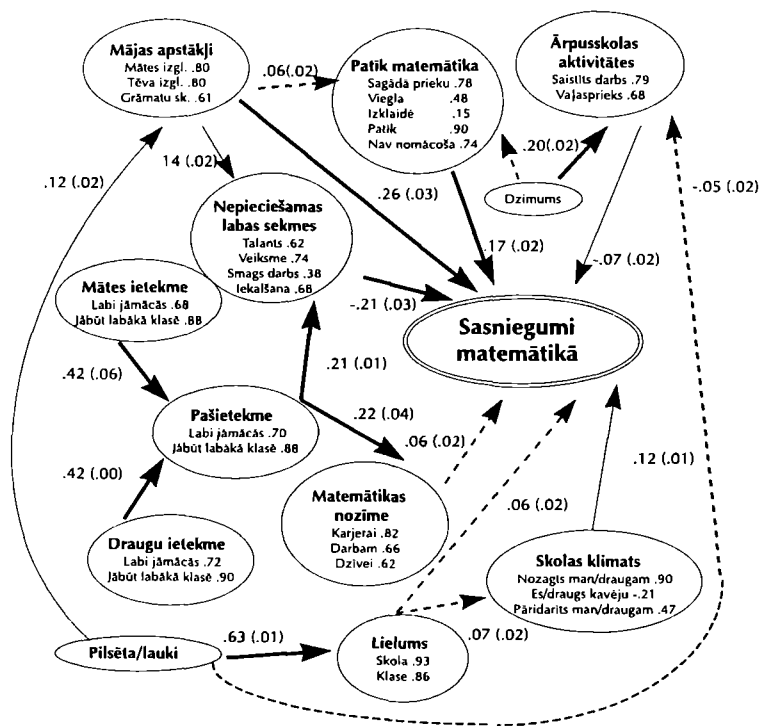 Mājas apstākļi
Mātes izgl. .80
Tēva izgl. .80
Grāmatu sk. .61
.06(.02)
Patīk matemātika
Sagādā prieku .78
Viegla .48
Izklaidē .15
Patīk .90
Nav nomācoša .74
Ārpusskolas
aktivitātes
Saistīts darbs .79
Vaļasprieks .68
.20(.02)
Dzimums
-.05 (.02)
.12 (.02)
14 (.02)
.26 (.03)
.17 (.02)
-.07 (.02)
Nepieciešamas
labas sekmes
Talants .62
Veiksme .74
Smags darbs .38
Iekalšana .68
Mātes ietekme
Labi jāmācās .68
Jābūt labākā klasē .88
-.21 (.03)
Sasniegumi
matemātikā
.42 (.06)
.21 (.01)
Pašietekme
Labi jāmācās .70
Jābūt labākā klasē .88
.22 (.04)
.06 (.02)
.42 (.00)
.12 (.01)
Matemātikas
nozīme
Karjerai .82
Darbam .66
Dzīvei .62
.06 (.02)
Draugu ietekme
Labi jāmācās .72
Jābūt labākā klasē .90
Skolas klimats
Nozagts man/draugam .90
Es/draugs kavēju -.21
Pāridarīts man/draugam .47
Pilsēta/lauki
.63 (.01)
Lielums
Skola .93
Klase .86
.07 (.02)